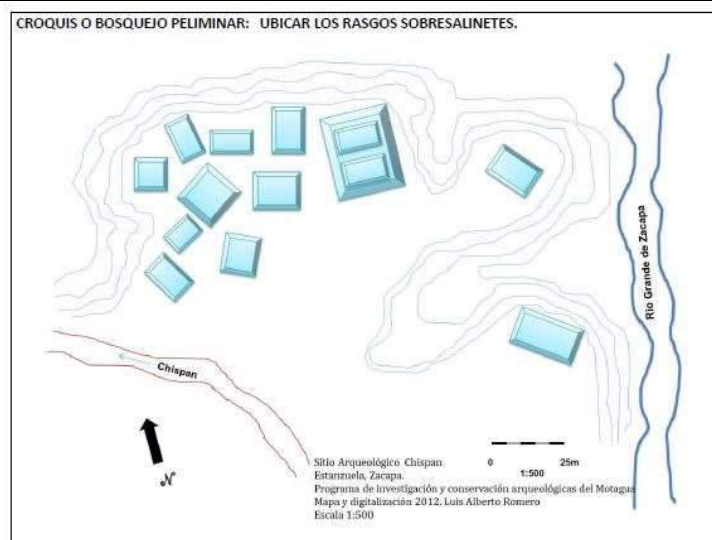 CROQUIS O BOSQUEJO PELIMINAR: UBICAR LOS RASGOS SOBRESALINETES.
Rio Grande de Zacapa
Chispan
N
0 25m
1:500
Sitio Arqueológico Chispan
Estanzuela, Zacapa.
Programa de investigación y conservación arqueológicas del Motagua
Mapa y digitalización 2012. Luis Alberto Romero
Escala 1:500